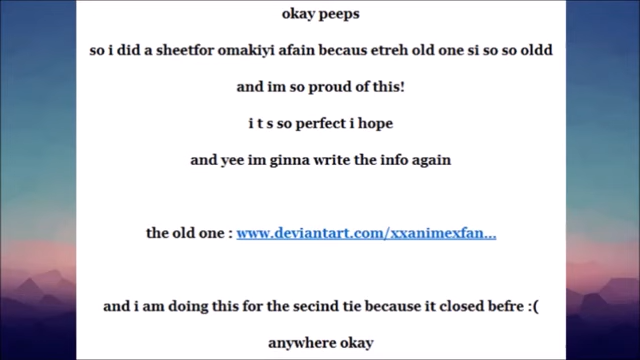 okay peeps
so i did a sheetfor omakiyi afain becaus etreh old one si so so oldd
and im so proud of this!
i t s so perfect i hope
and yee im ginna write the info again
the old one : www.deviantart.com/xxanimexfan...
and i am doing this for the secind tie because it closed befre :(
anywhere okay